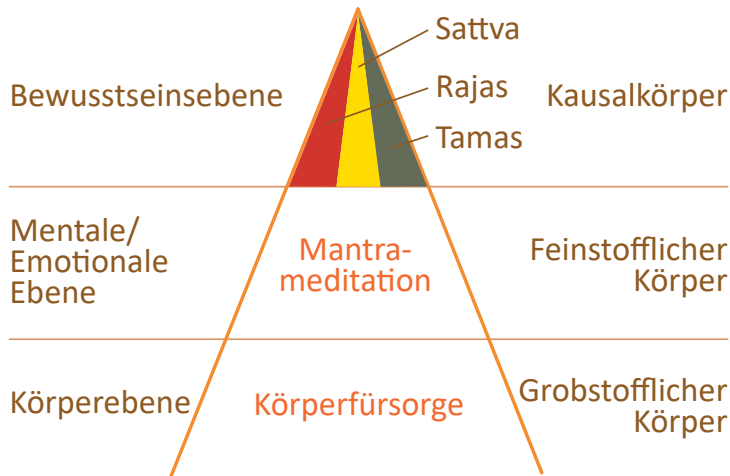 Sattva
Bewusstseinsebene
Rajas
Kausalkörper
Tamas
Mentale/
Emotionale
Ebene
Mantra-
meditation
Feinstofflicher
Körper
Körperebene
Körperfürsorge
Grobstofflicher
Körper